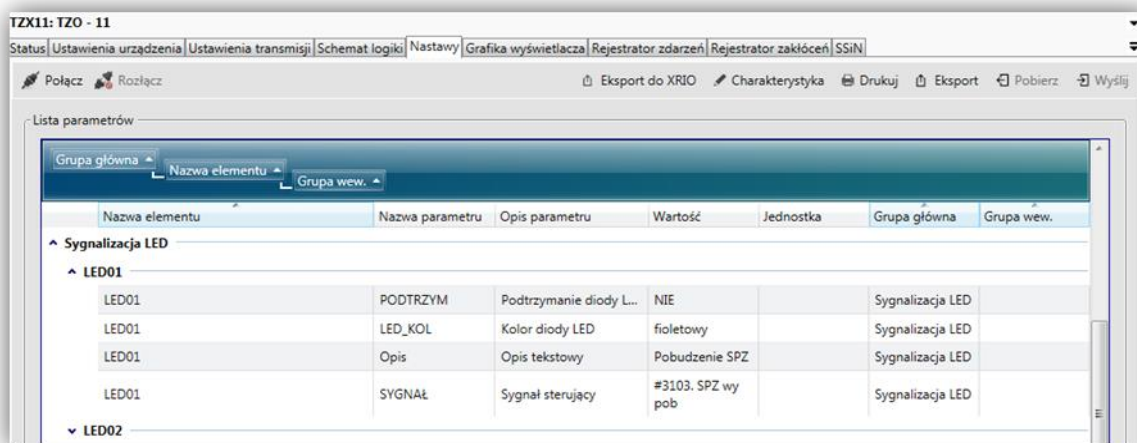 TZX11: TZO - 11
Status Ustawienia urządzenia Ustawienia transmisji Schemat logiki Nastawy Grafika wyświetlacza Rejestrator zdarzeń Rejestrator zakłóceń SSiN
Połącz Rozłącz Eksport do XRIO Charakterystyka Drukuj Eksport Pobierz Wyślij
Lista parametrów
Grupa główna
Nazwa elementu
Grupa wew.
Nazwa elementu Nazwa parametru Opis parametru Wartość Jednostka Grupa główna Grupa wew.
Sygnalizacja LED
LED01
LED01 PODTRZYM Podtrzymanie diody L... NIE Sygnalizacja LED
LED01 LED_KOL Kolor diody LED fioletowy Sygnalizacja LED
LED01 Opis Opis tekstowy Pobudzenie SPZ Sygnalizacja LED
LED01 SYGNAŁ Sygnał sterujący #3103. SPZ wy Sygnalizacja LED
pob
LED02